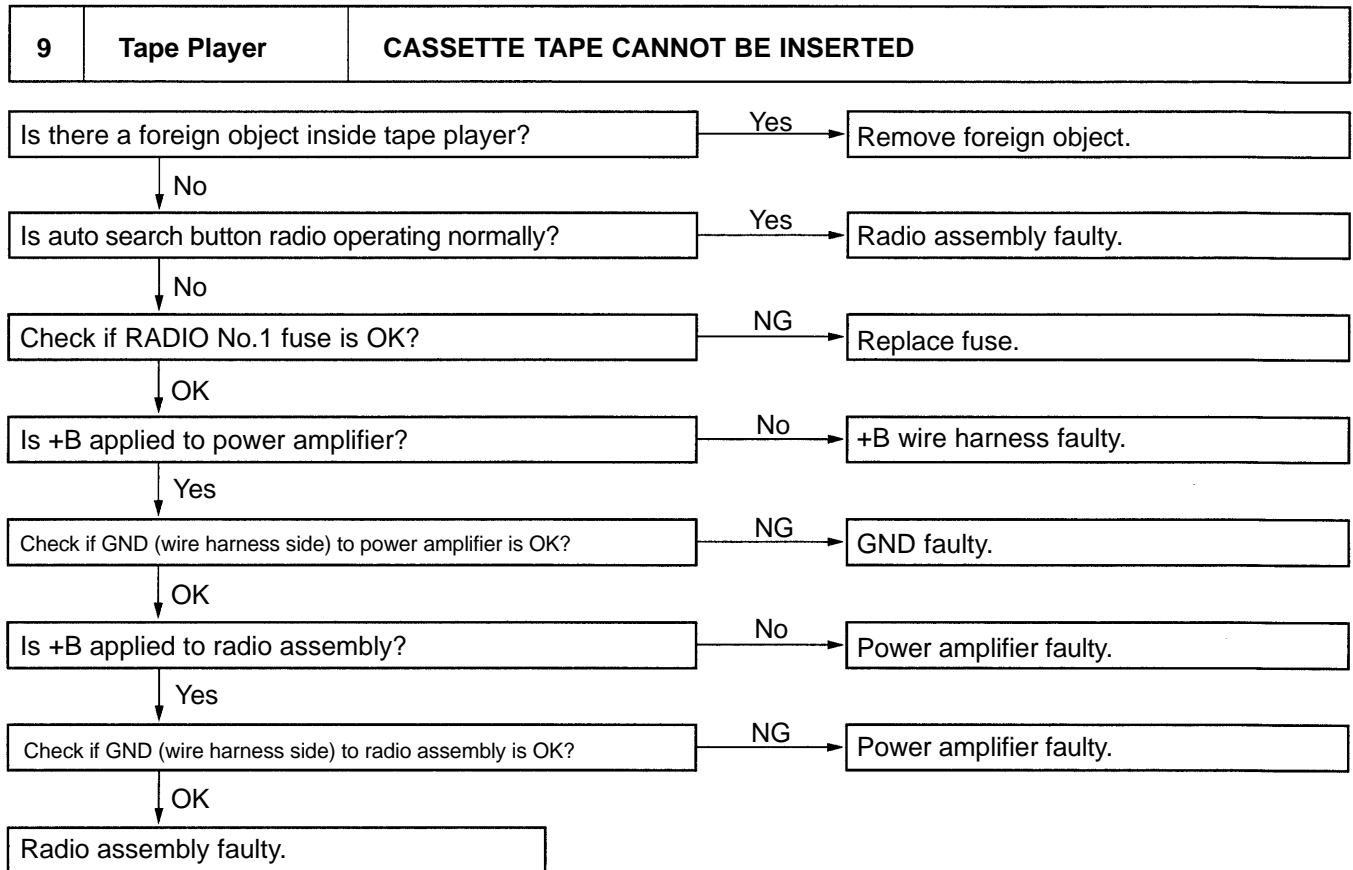 9 Tape Player CASSETTE TAPE CANNOT BE INSERTED
Is there a foreign object inside tape player?
Yes
Remove foreign object.
No
Is auto search button radio operating normally?
Yes
Radio assembly faulty.
No
Check if RADIO No.1 fuse is OK?
NG
Replace fuse.
OK
Is +B applied to power amplifier?
No
+B wire harness faulty.
Yes
Check if GND (wire harness side) to power amplifier is OK?
NG
GND faulty.
OK
Is +B applied to radio assembly?
No
Power amplifier faulty.
Yes
Check if GND (wire harness side) to radio assembly is OK?
NG
Power amplifier faulty.
OK
Radio assembly faulty.